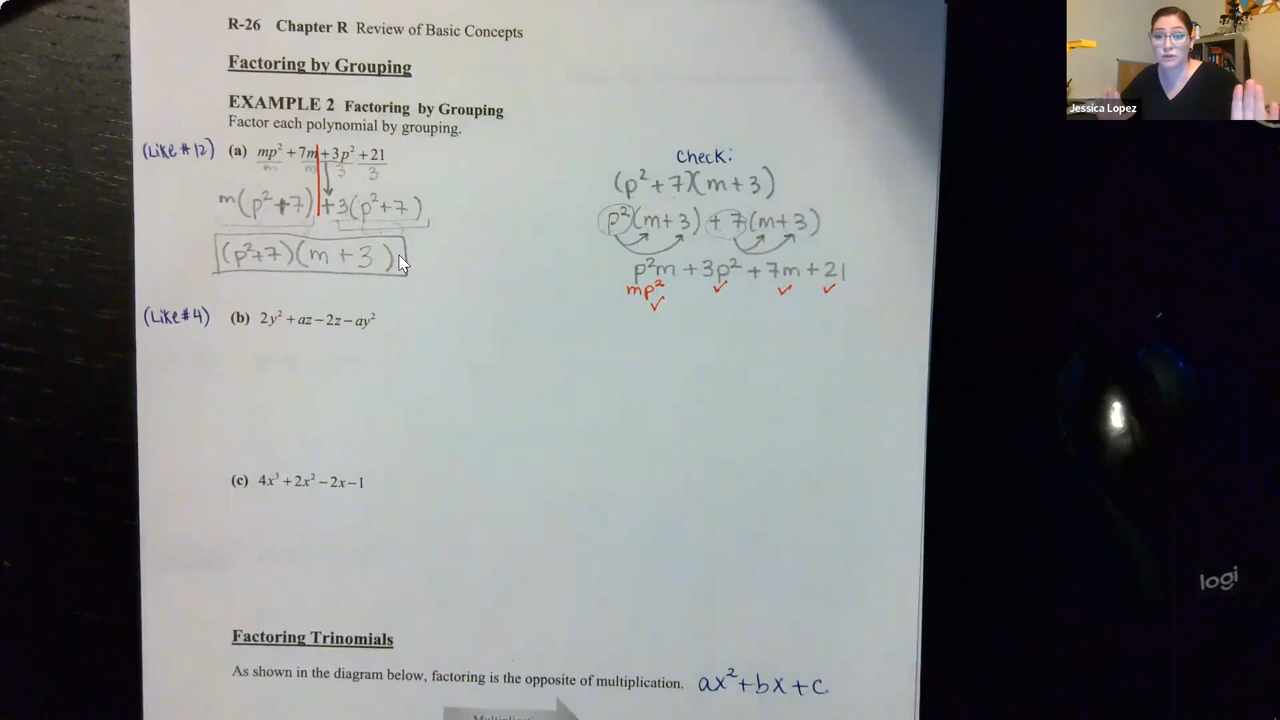 R-26 Chapter R Review of Basic Concepts
Factoring by Grouping
EXAMPLE 2 Factoring by Grouping
Factor each polynomial by grouping.
(Like #12) (a) mp² + 7m + 3p² + 21
m m 3 3
m(p² + 7) + 3(p² + 7)
(p² + 7)(m + 3)
check:
(p² + 7)(m + 3)
p²(m + 3) + 7(m + 3)
p²m + 3p² + 7m + 21
mp² ✓ ✓ ✓ ✓
(Like #4) (b) 2y² + az − 2z − ay²
(c) 4x³ + 2x² − 2x − 1
Factoring Trinomials
As shown in the diagram below, factoring is the opposite of multiplication. ax² + bx + c
Jessica Lopez
logi